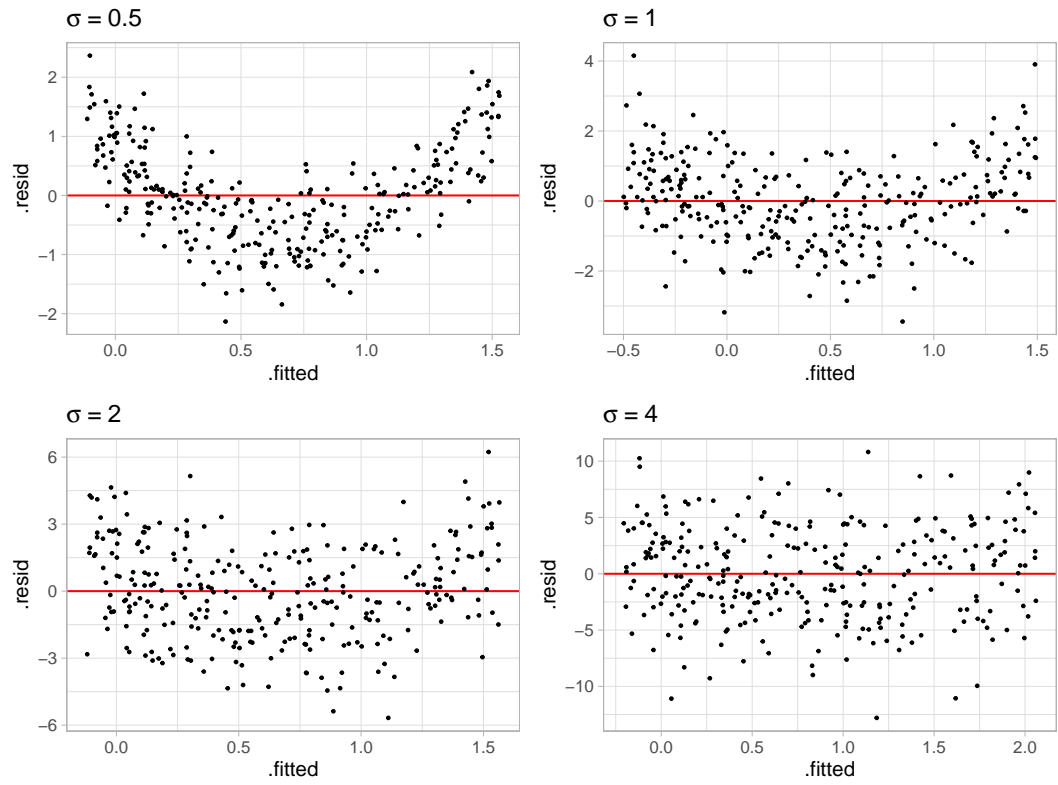 σ = 0.5
2
1
0
−1
−2
.resid
0.0 0.5 1.0 1.5
.fitted
σ = 1
4
2
0
−2
.resid
−0.5 0.0 0.5 1.0 1.5
.fitted
σ = 2
6
3
0
−3
−6
.resid
0.0 0.5 1.0 1.5
.fitted
σ = 4
10
5
0
−5
−10
.resid
0.0 0.5 1.0 1.5 2.0
.fitted